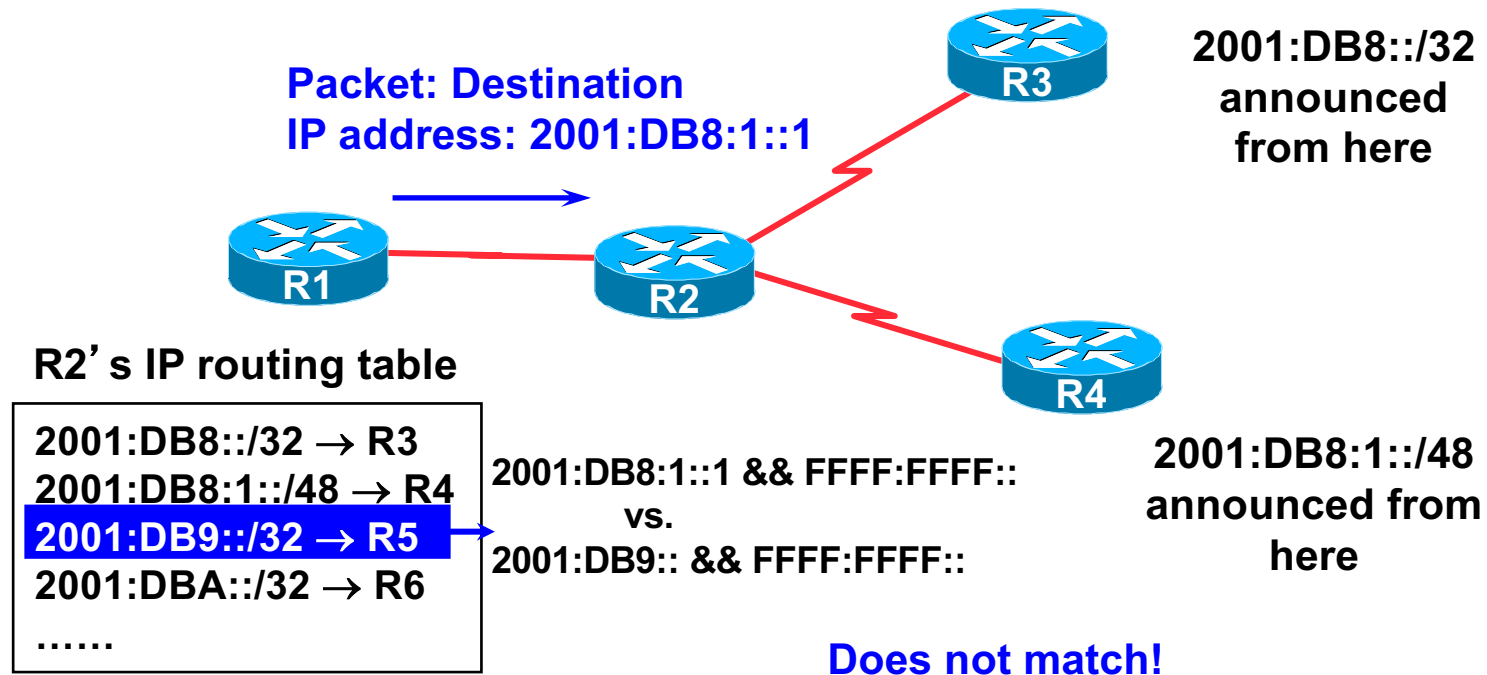 Packet: Destination
IP address: 2001:DB8:1::1
R3
2001:DB8::/32
announced
from here
R1
R2
R4
2001:DB8:1::/48
announced from
here
R2’s IP routing table
2001:DB8::/32 → R3
2001:DB8:1::/48 → R4
2001:DB9::/32 → R5
2001:DBA::/32 → R6
......
2001:DB8:1::1 && FFFF:FFFF::
vs.
2001:DB9:: && FFFF:FFFF::
Does not match!